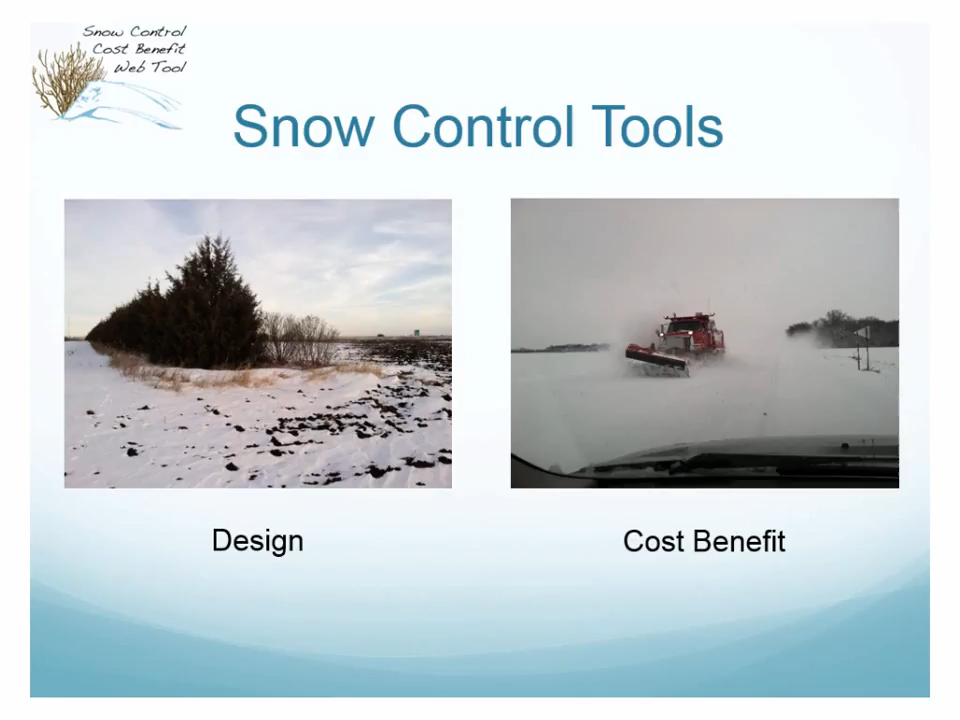 Snow Control
Cost Benefit
Web Tool
Snow Control Tools
Design
Cost Benefit